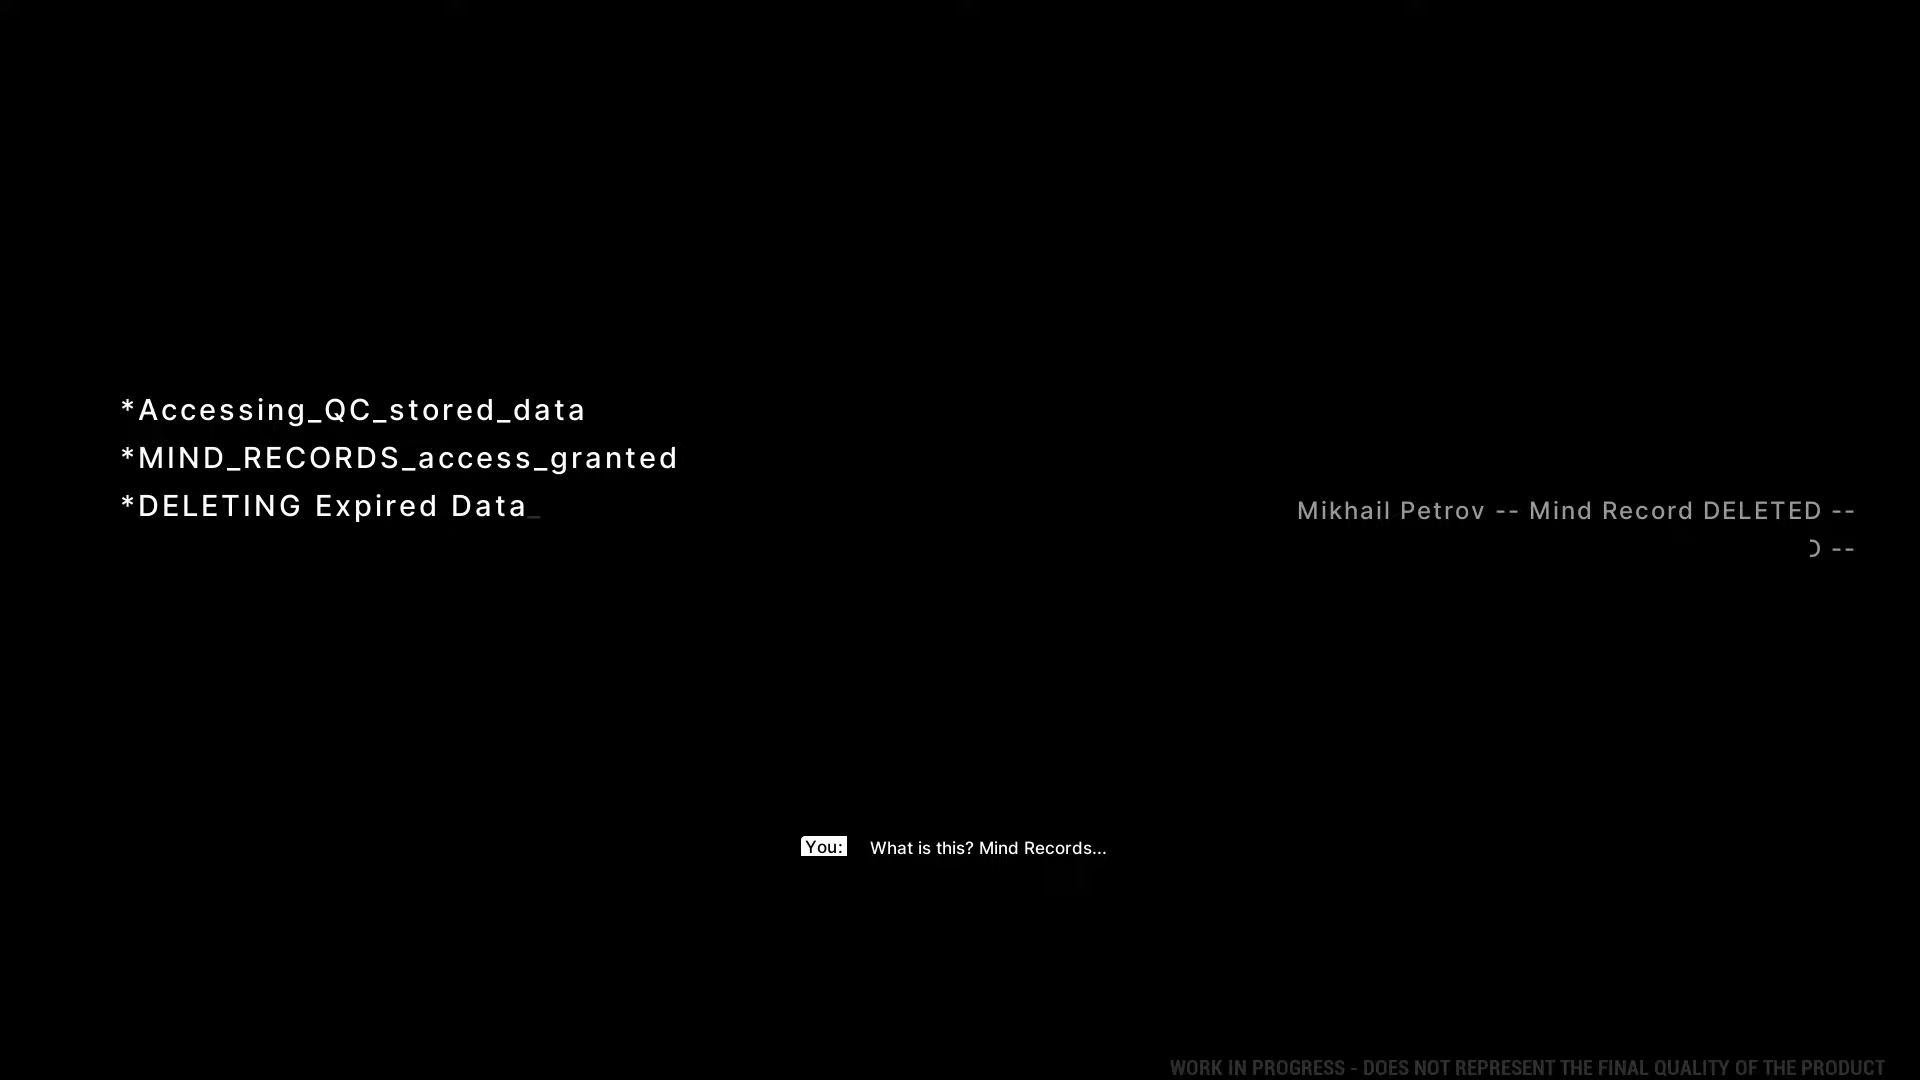 *Accessing_QC_stored_data
*MIND_RECORDS_access_granted
*DELETING Expired Data_
Mikhail Petrov -- Mind Record DELETED --
--
You: What is this? Mind Records...
WORK IN PROGRESS - DOES NOT REPRESENT THE FINAL QUALITY OF THE PRODUCT